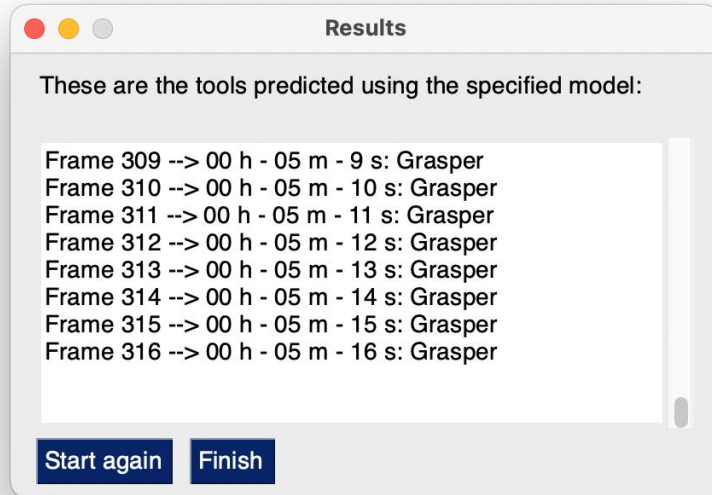 Results
These are the tools predicted using the specified model:
Frame 309 --> 00 h - 05 m - 9 s: Grasper
Frame 310 --> 00 h - 05 m - 10 s: Grasper
Frame 311 --> 00 h - 05 m - 11 s: Grasper
Frame 312 --> 00 h - 05 m - 12 s: Grasper
Frame 313 --> 00 h - 05 m - 13 s: Grasper
Frame 314 --> 00 h - 05 m - 14 s: Grasper
Frame 315 --> 00 h - 05 m - 15 s: Grasper
Frame 316 --> 00 h - 05 m - 16 s: Grasper
Start again Finish